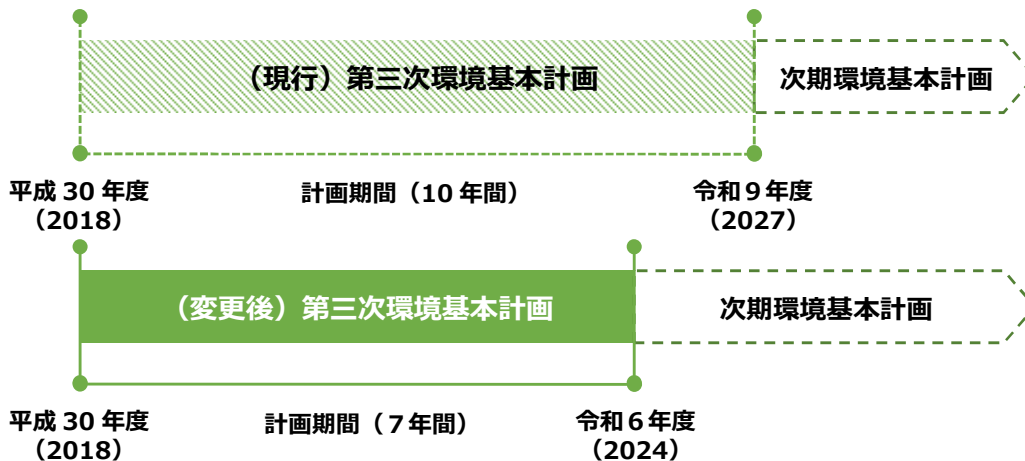 （現行）第三次環境基本計画
次期環境基本計画
平成 30 年度
（2018）
計画期間（10 年間）
令和９年度
（2027）
（変更後）第三次環境基本計画
次期環境基本計画
平成 30 年度
（2018）
計画期間（７年間）
令和６年度
（2024）